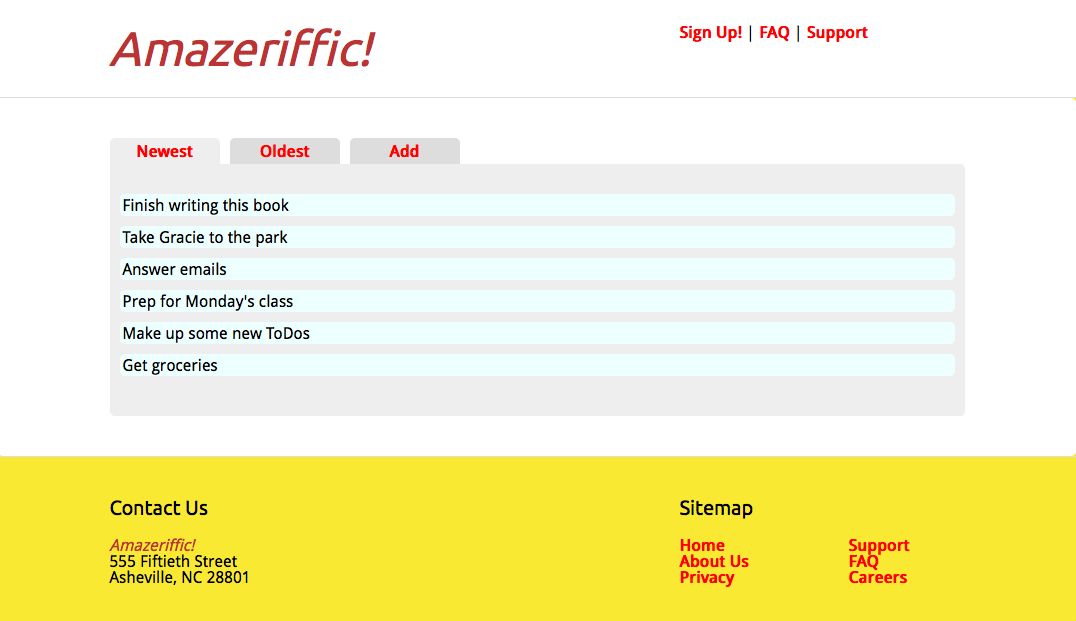 Amazeriffic!
Sign Up! | FAQ | Support
Newest
Oldest
Add
Finish writing this book
Take Gracie to the park
Answer emails
Prep for Monday's class
Make up some new ToDos
Get groceries
Contact Us
Amazeriffic!
555 Fiftieth Street
Asheville, NC 28801
Sitemap
Home
About Us
Privacy
Support
FAQ
Careers